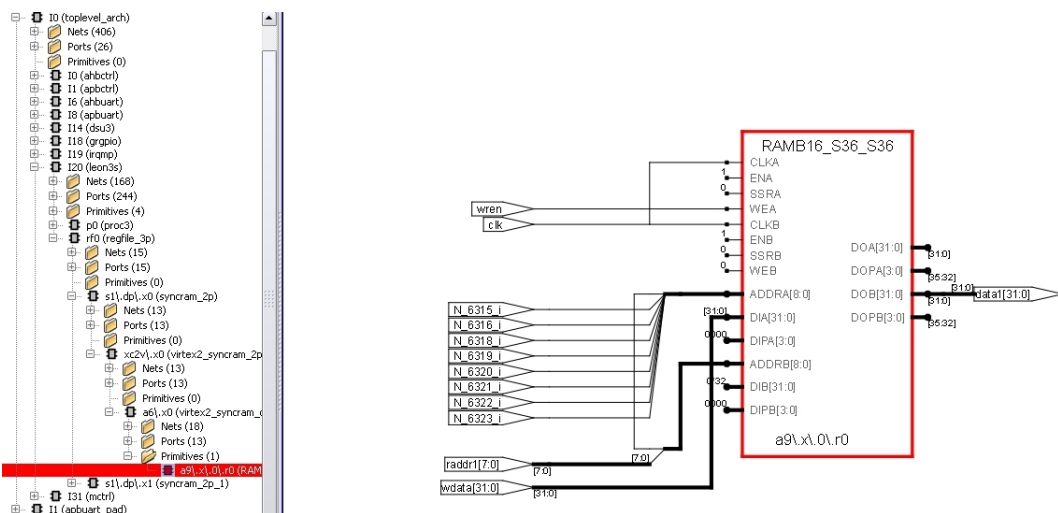 I0 (toplevel_arch)
Nets (406)
Ports (26)
Primitives (0)
I0 (ahbctrl)
I1 (apbctrl)
I6 (ahbuart)
I8 (apbuart)
I14 (dsu3)
I18 (grgpio)
I19 (irqmp)
I20 (leon3s)
Nets (168)
Ports (244)
Primitives (4)
p0 (proc3)
rf0 (regfile_3p)
Nets (15)
Ports (15)
Primitives (0)
s1\.dp\.x0 (syncram_2p)
Nets (13)
Ports (13)
Primitives (0)
xc2v\.x0 (virtex2_syncram_2p
Nets (13)
Ports (13)
Primitives (0)
a6\.x0 (virtex2_syncram_
Nets (18)
Ports (13)
Primitives (1)
a9\.x\.0\.r0 (RAM
s1\.dp\.x1 (syncram_2p_1)
I31 (mctrl)
I1 (apbuart_pad)
RAMB16_S36_S36
CLKA
1 ENA
0 SSRA
wren WEA
clk CLKB
1 ENB
0 SSRB
0 WEB
DOA[31:0] [31:0]
DOPA[3:0] [35:32]
DOB[31:0] [31:0] [31:0] data1[31:0]
DOPB[3:0] [35:32]
ADDRA[8:0]
[31:0] DIA[31:0]
0000 DIPA[3:0]
ADDRB[8:0]
DIB[31:0]
0000 DIPB[3:0]
a9\.x\.0\.r0
N_6315_i
N_6316_i
N_6318_i
N_6319_i
N_6320_i
N_6321_i
N_6322_i
N_6323_i
raddr1[7:0] [7:0] [7:0]
wdata[31:0] [31:0]